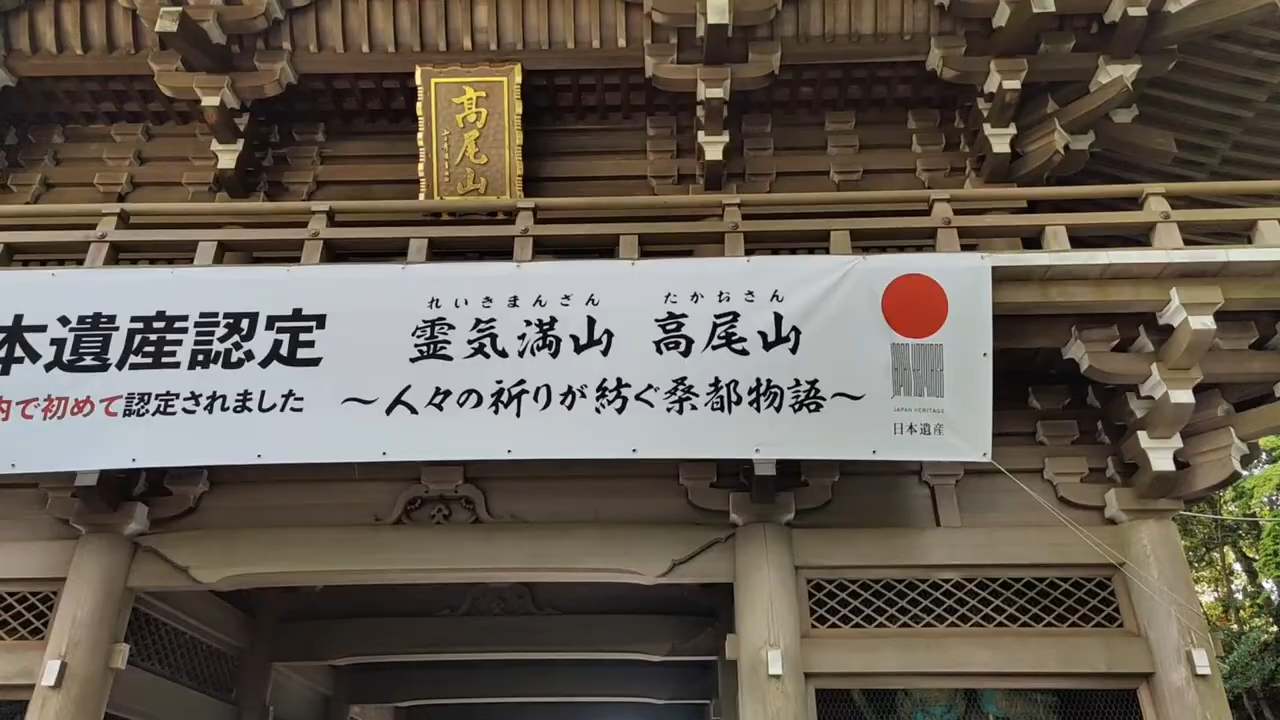 高尾山
本遺産認定
内で初めて認定されました
れいきまんざん たかおさん
霊気満山 高尾山
～人々の祈りが紡ぐ桑都物語～
JAPAN HERITAGE
日本遺産